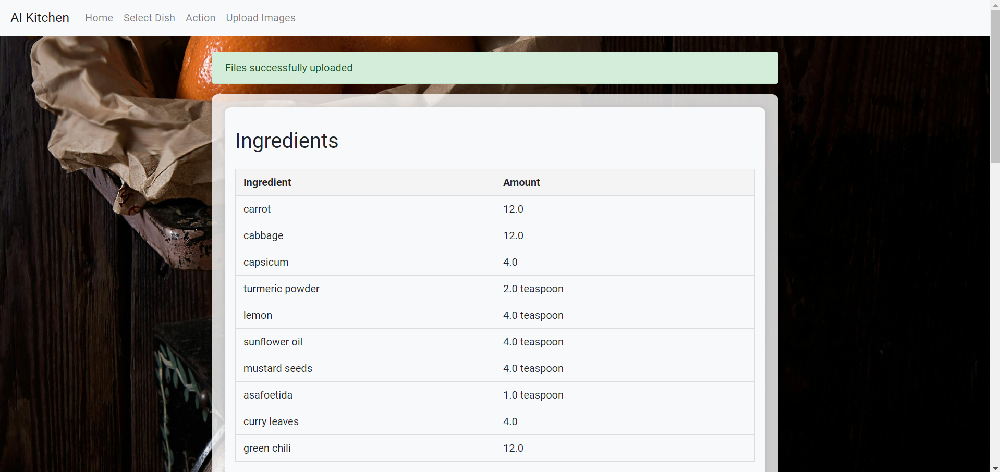 AI Kitchen Home Select Dish Action Upload Images
Files successfully uploaded
Ingredients
Ingredient Amount
carrot 12.0
cabbage 12.0
capsicum 4.0
turmeric powder 2.0 teaspoon
lemon 4.0 teaspoon
sunflower oil 4.0 teaspoon
mustard seeds 4.0 teaspoon
asafoetida 1.0 teaspoon
curry leaves 4.0
green chili 12.0